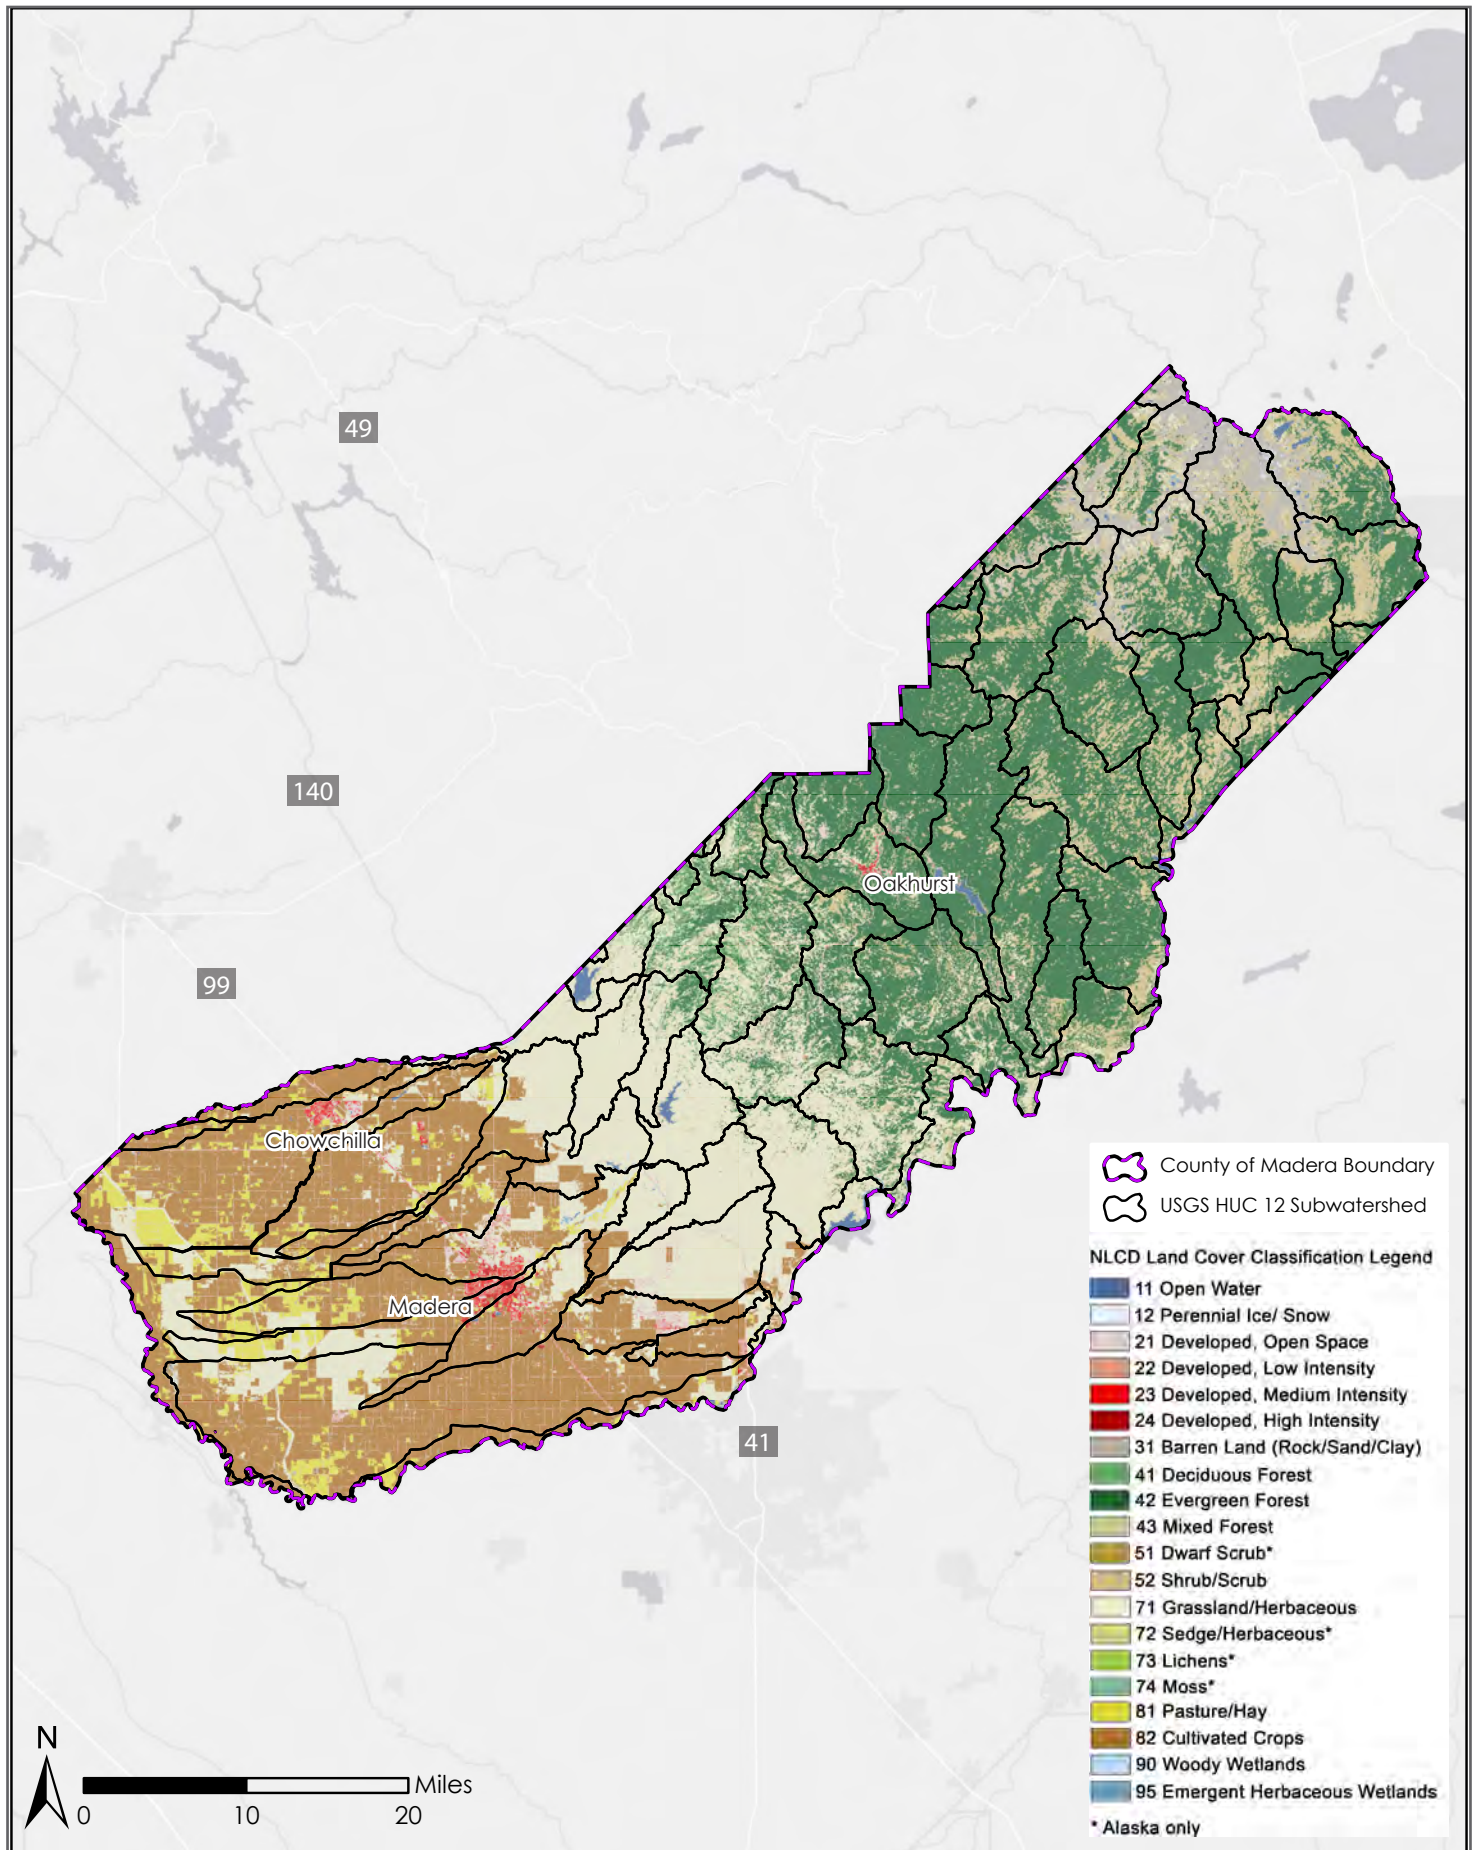 49
140
Oakhurst
99
Chowchilla
Madera
41
County of Madera Boundary
USGS HUC 12 Subwatershed
NLCD Land Cover Classification Legend
11 Open Water
12 Perennial Ice/ Snow
21 Developed, Open Space
22 Developed, Low Intensity
23 Developed, Medium Intensity
24 Developed, High Intensity
31 Barren Land (Rock/Sand/Clay)
41 Deciduous Forest
42 Evergreen Forest
43 Mixed Forest
51 Dwarf Scrub*
52 Shrub/Scrub
71 Grassland/Herbaceous
72 Sedge/Herbaceous*
73 Lichens*
74 Moss*
81 Pasture/Hay
82 Cultivated Crops
90 Woody Wetlands
95 Emergent Herbaceous Wetlands
* Alaska only
N
Miles
0 10 20